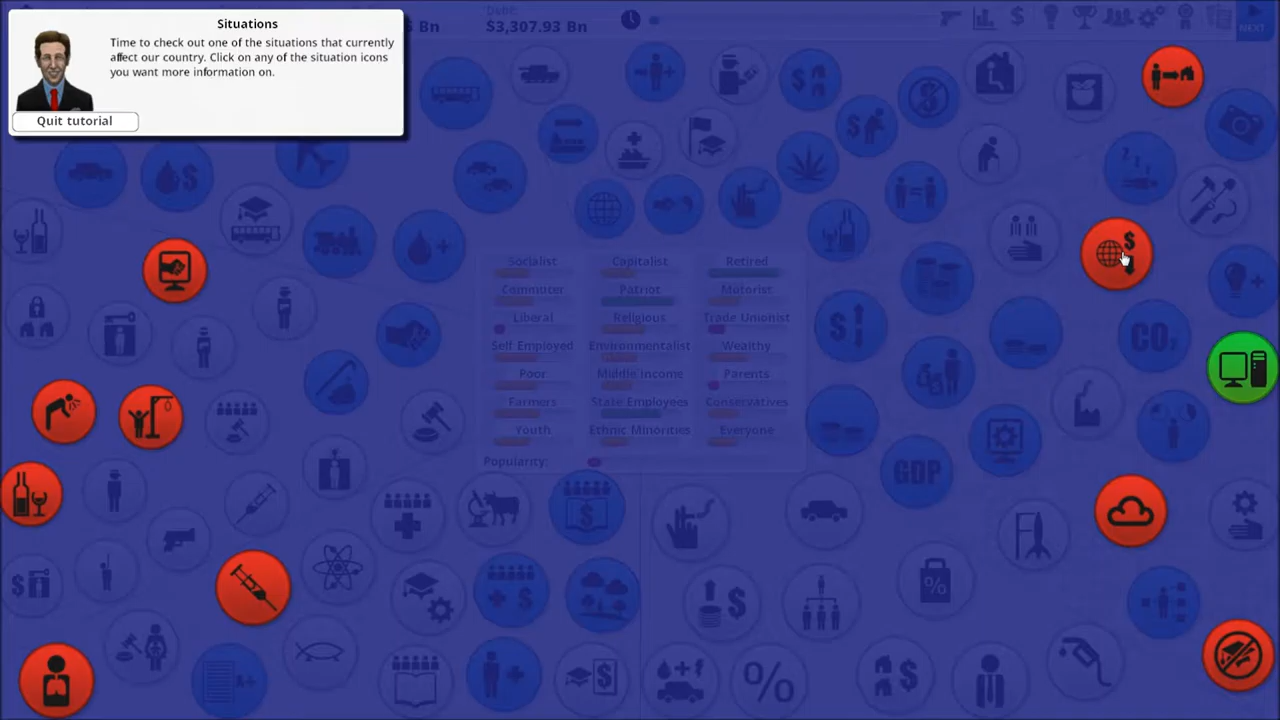 Situations
Time to check out one of the situations that currently
affect our country. Click on any of the situation icons
you want more information on.
Quit tutorial
Bn
Debt:
$3,307.93 Bn
NEXT
Socialist Capitalist Retired
Commuter Patriot Motorist
Liberal Religious Trade Unionist
Self Employed Environmentalist Wealthy
Poor Middle Income Parents
Farmers State Employees Conservatives
Youth Ethnic Minorities Everyone
Popularity:
CO2
GDP
A+
%
%